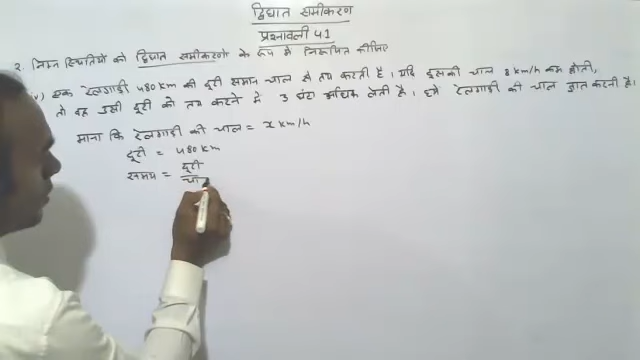 द्विघात समीकरण
प्रश्नावली 4.1
2. निम्न स्थितियों को द्विघात समीकरणों के रूप में निरूपित कीजिए
v) एक रेलगाड़ी 480 km की दूरी समान चाल से तय करती है। यदि इसकी चाल 8 km/h कम होती,
तो वह उसी दूरी को तय करने में 3 घंटा अधिक लेती है। हमें रेलगाड़ी की चाल ज्ञात करनी है।
माना कि रेलगाड़ी की चाल = x km/h
दूरी = 480 km
समय = दूरी
चा